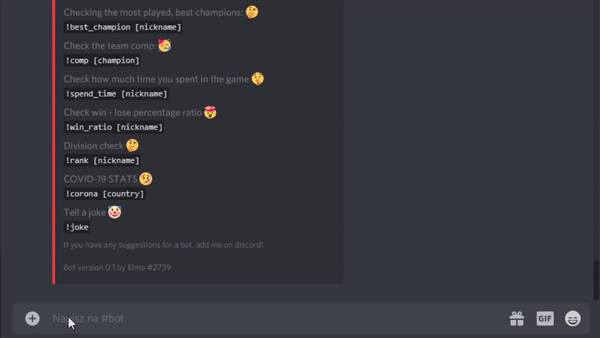 Checking the most played, best champions: 🤔
!best_champion [nickname]
Check the team comp: 🥳
!comp [champion]
Check how much time you spent in the game 🤫
!spend_time [nickname]
Check win - lose percentage ratio 🤯
!win_ratio [nickname]
Division check 🤔
!rank [nickname]
COVID-19 STATS 🤒
!corona [country]
Tell a joke 🤡
!joke
If you have any suggestions for a bot, add me on discord!
Bot version 0.1 by Elmo #2739
na #bot
GIF